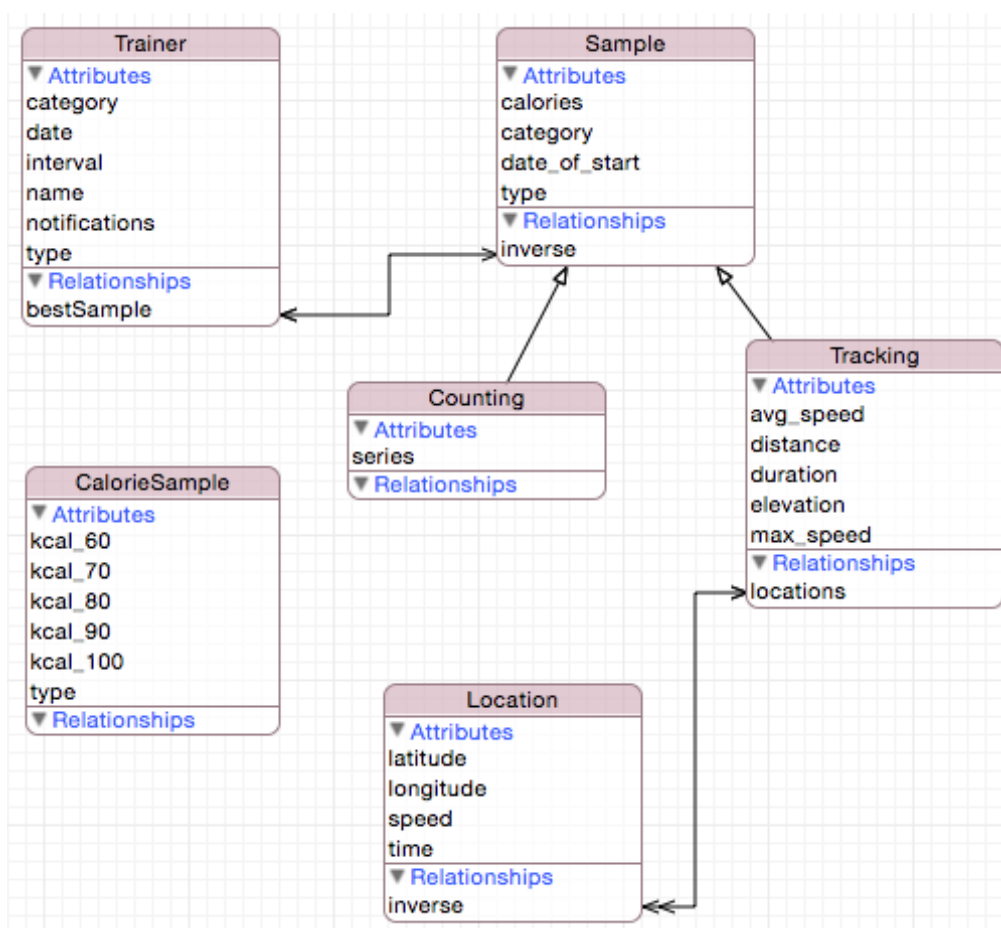 Trainer
Attributes
category
date
interval
name
notifications
type
Relationships
bestSample
Sample
Attributes
calories
category
date_of_start
type
Relationships
inverse
Counting
Attributes
series
Relationships
Tracking
Attributes
avg_speed
distance
duration
elevation
max_speed
Relationships
locations
CalorieSample
Attributes
kcal_60
kcal_70
kcal_80
kcal_90
kcal_100
type
Relationships
Location
Attributes
latitude
longitude
speed
time
Relationships
inverse